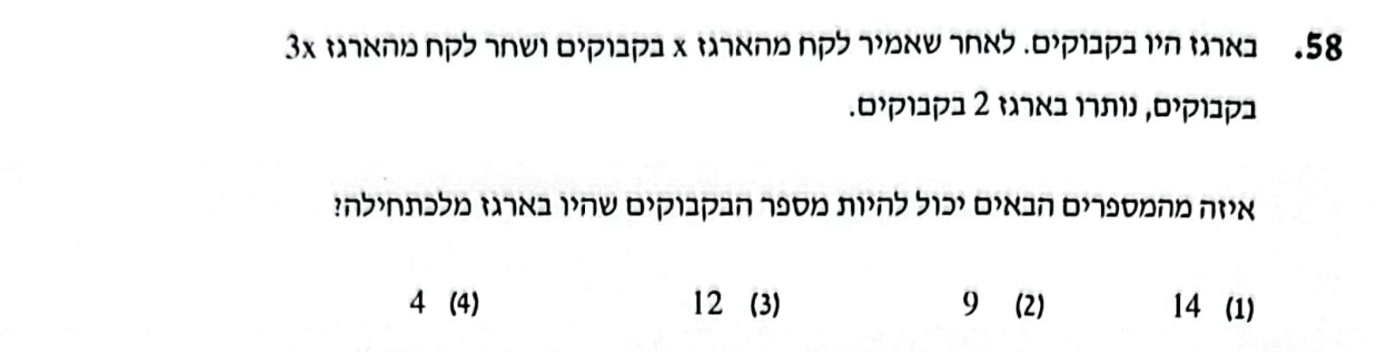 58. בארגז היו בקבוקים. לאחר שאמיר לקח מהארגז x בקבוקים ושחר לקח מהארגז 3x
בקבוקים, נותרו בארגז 2 בקבוקים.
איזה מהמספרים הבאים יכול להיות מספר הבקבוקים שהיו בארגז מלכתחילה?
(1) 14 (2) 9 (3) 12 (4) 4